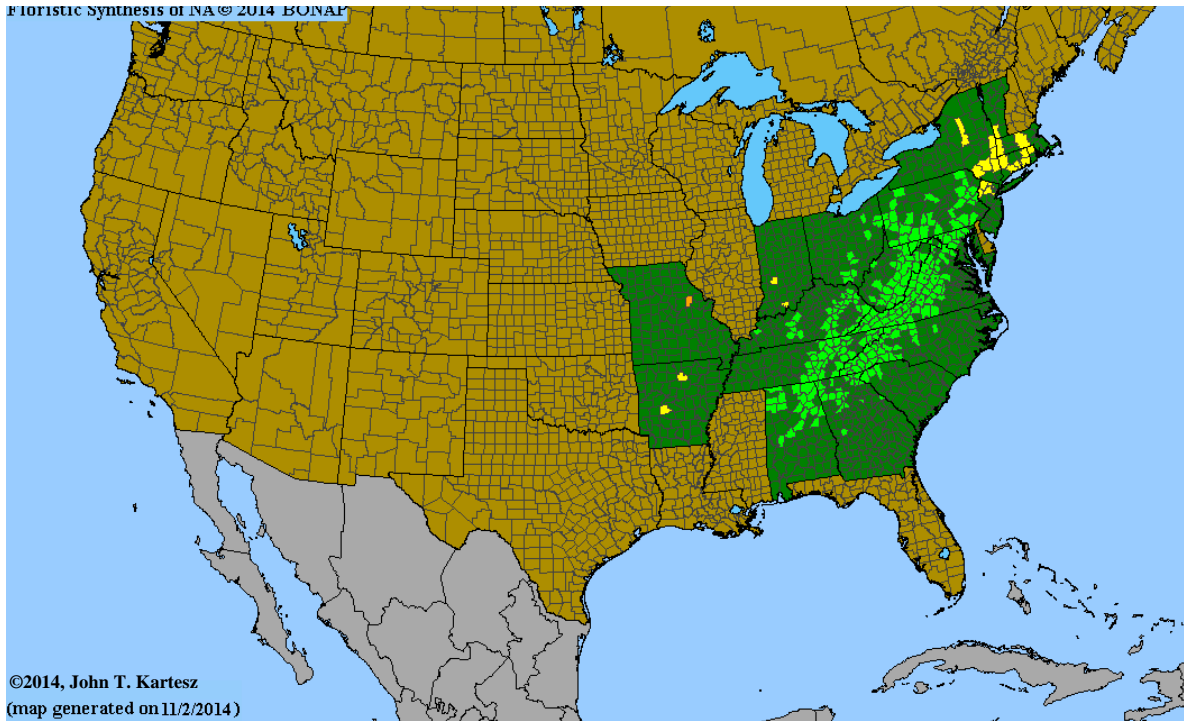 Floristic Synthesis of NA © 2014 BONAP
©2014, John T. Kartesz
(map generated on 11/2/2014)